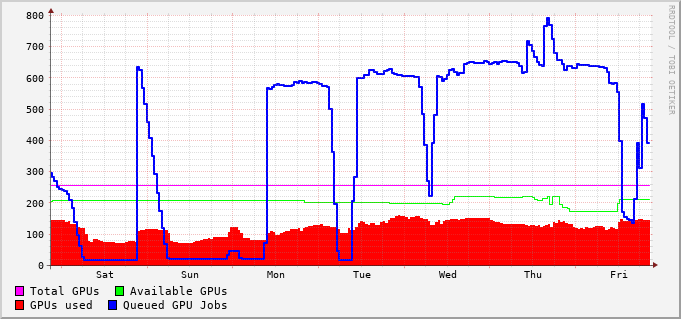 800
700
600
500
400
300
200
100
0
Sat Sun Mon Tue Wed Thu Fri
Total GPUs Available GPUs
GPUs used Queued GPU Jobs
RRDTOOL / TOBI OETIKER